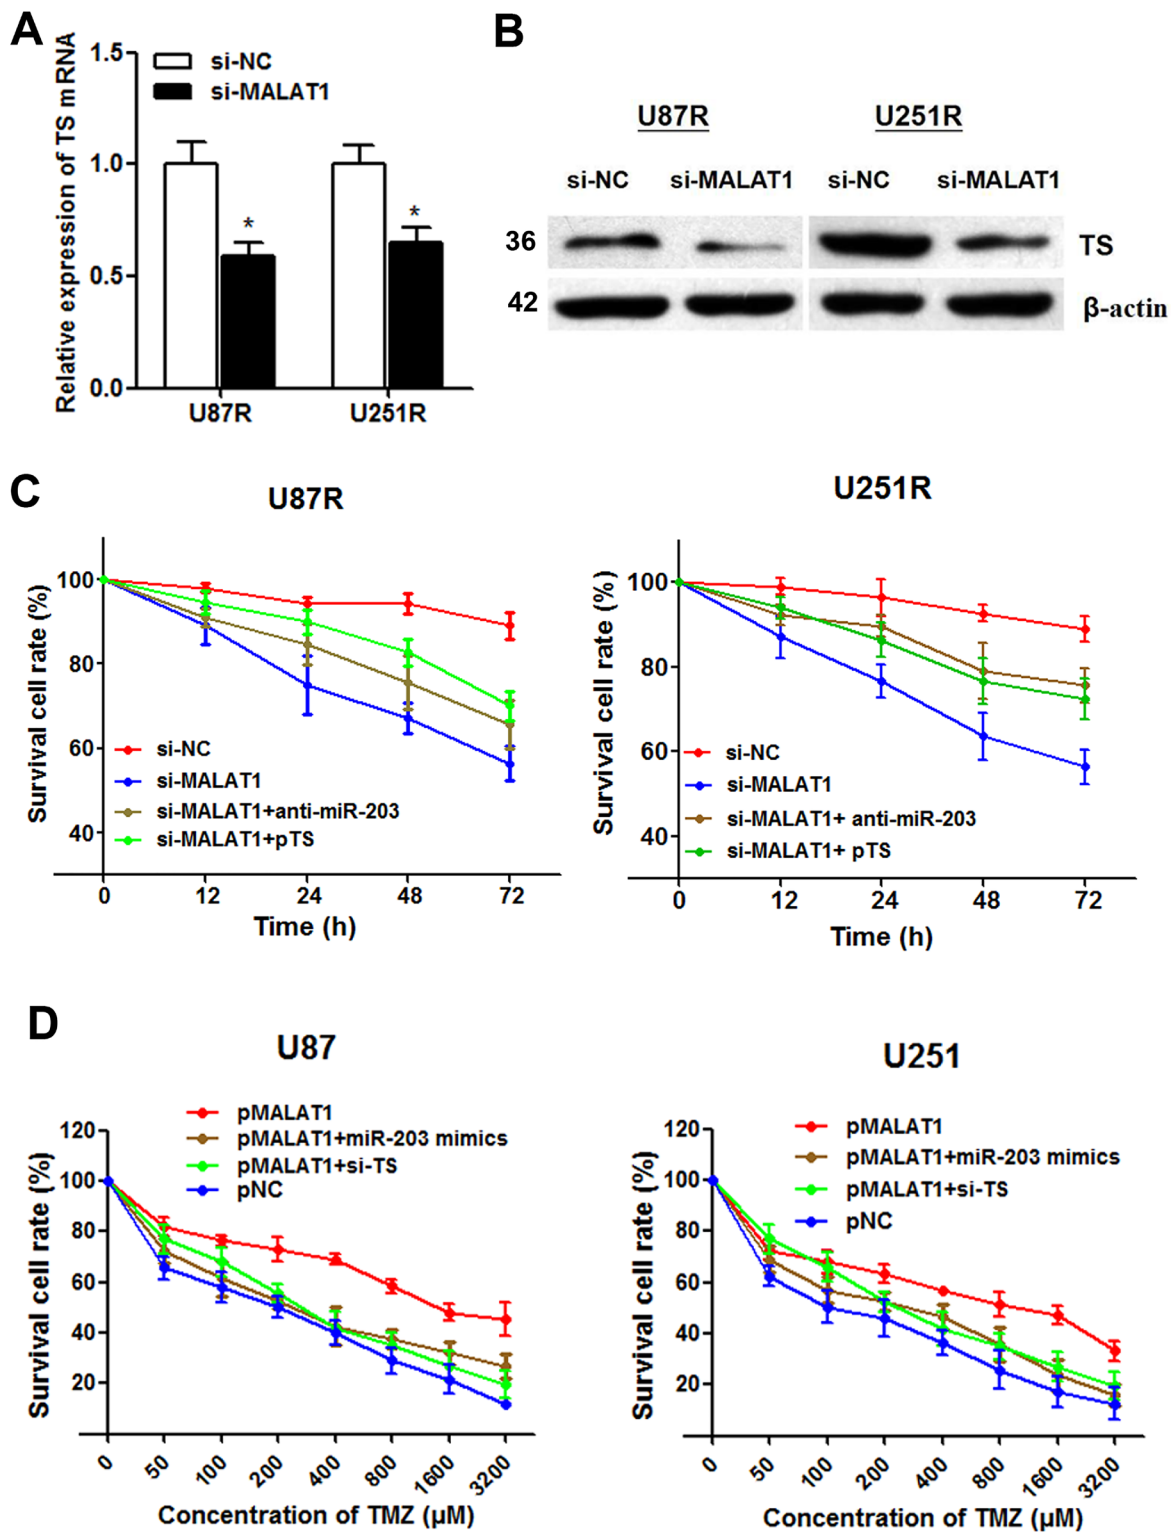 A
Relative expression of TS mRNA
1.5
1.0
0.5
0.0
si-NC
si-MALAT1
*
*
U87R
U251R
B
U87R
U251R
si-NC
si-MALAT1
si-NC
si-MALAT1
36
TS
42
β-actin
C
U87R
Survival cell rate (%)
100
80
60
40
si-NC
si-MALAT1
si-MALAT1+anti-miR-203
si-MALAT1+pTS
0
12
24
48
72
Time (h)
U251R
Survival cell rate (%)
100
80
60
40
si-NC
si-MALAT1
si-MALAT1+ anti-miR-203
si-MALAT1+ pTS
0
12
24
48
72
Time (h)
D
U87
pMALAT1
pMALAT1+miR-203 mimics
pMALAT1+si-TS
pNC
Survival cell rate (%)
120
100
80
60
40
20
0
50
100
200
400
800
1600
3200
Concentration of TMZ (μM)
U251
pMALAT1
pMALAT1+miR-203 mimics
pMALAT1+si-TS
pNC
Survival cell rate (%)
120
100
80
60
40
20
0
50
100
200
400
800
1600
3200
Concentration of TMZ (μM)